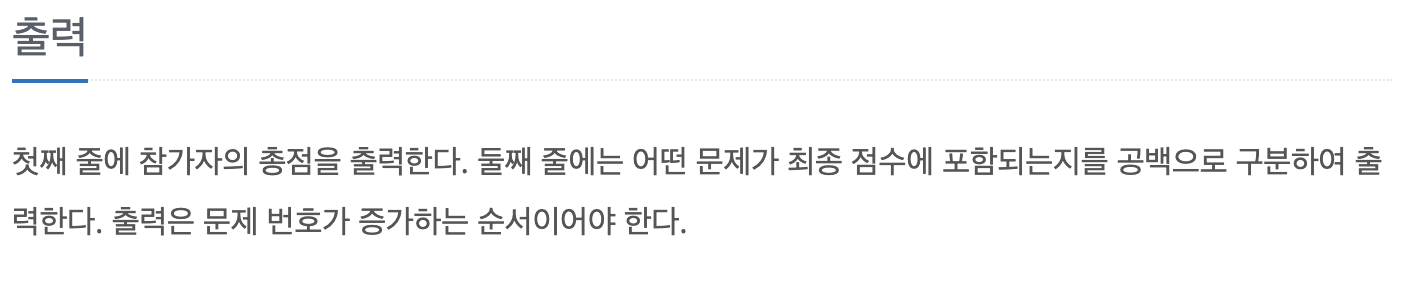 출력
첫째 줄에 참가자의 총점을 출력한다. 둘째 줄에는 어떤 문제가 최종 점수에 포함되는지를 공백으로 구분하여 출
력한다. 출력은 문제 번호가 증가하는 순서이어야 한다.